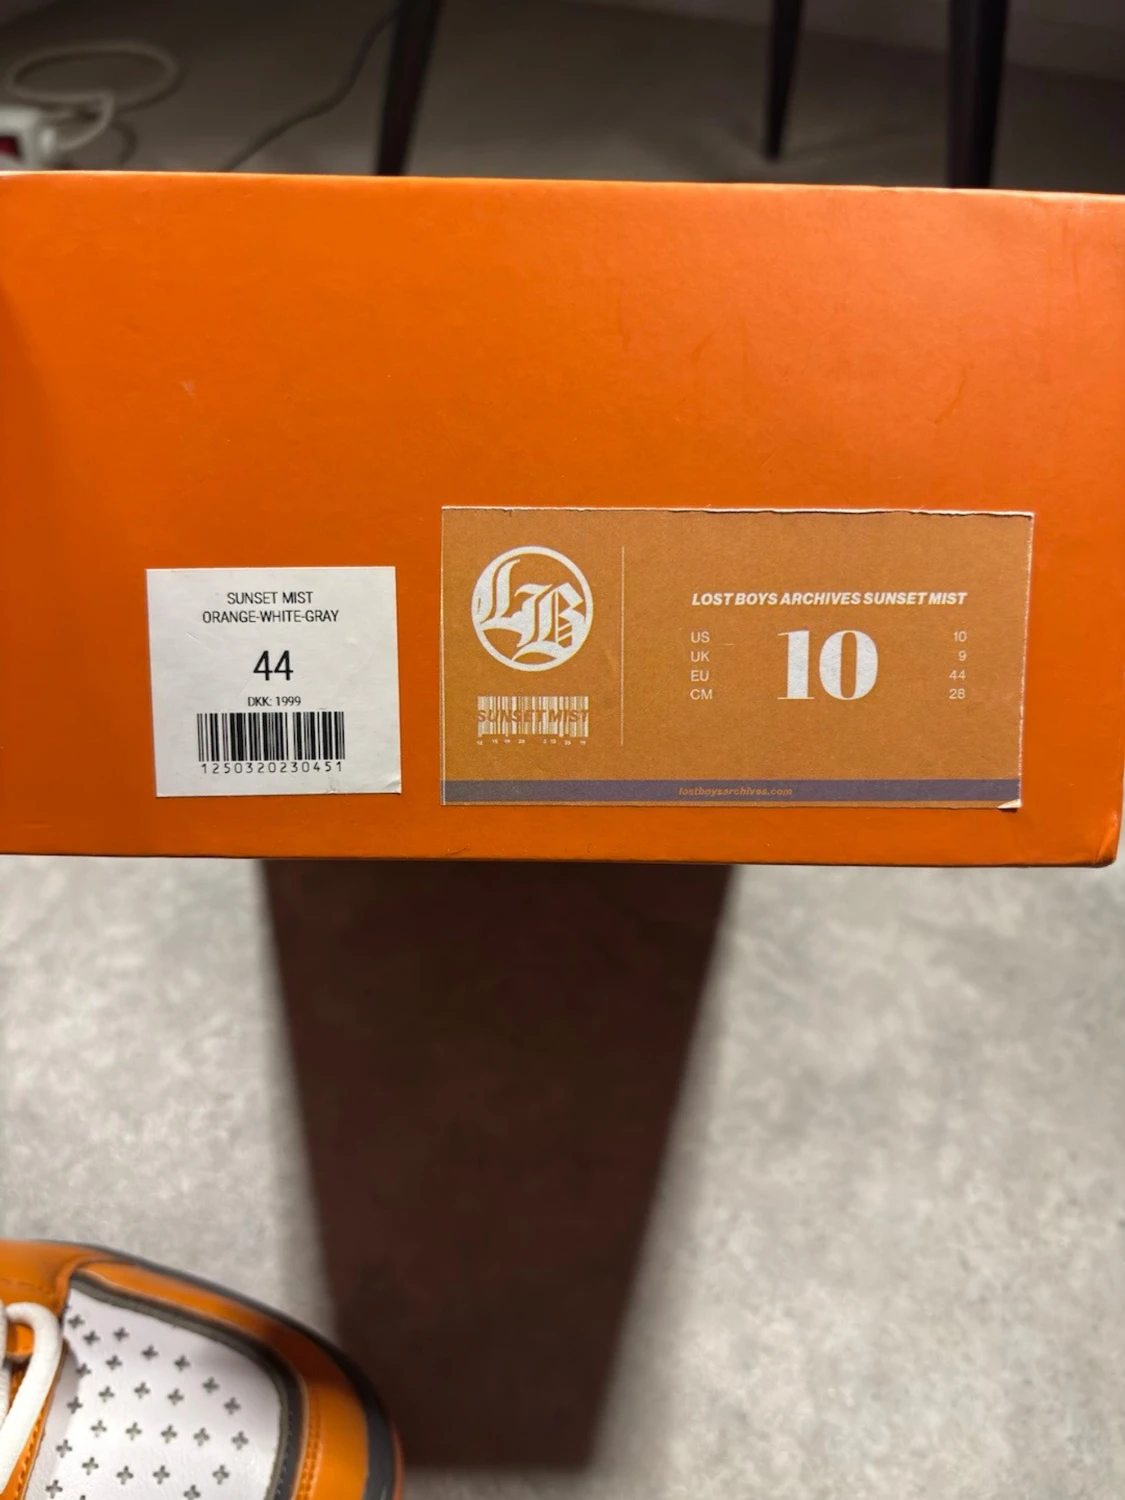 SUNSET MIST
ORANGE-WHITE-GRAY
44
DKK: 1999
1250320230451
LB
SUNSET MIST
LOST BOYS ARCHIVES SUNSET MIST
US 10
UK 9
EU 44
CM 28
10
lostboysarchives.com